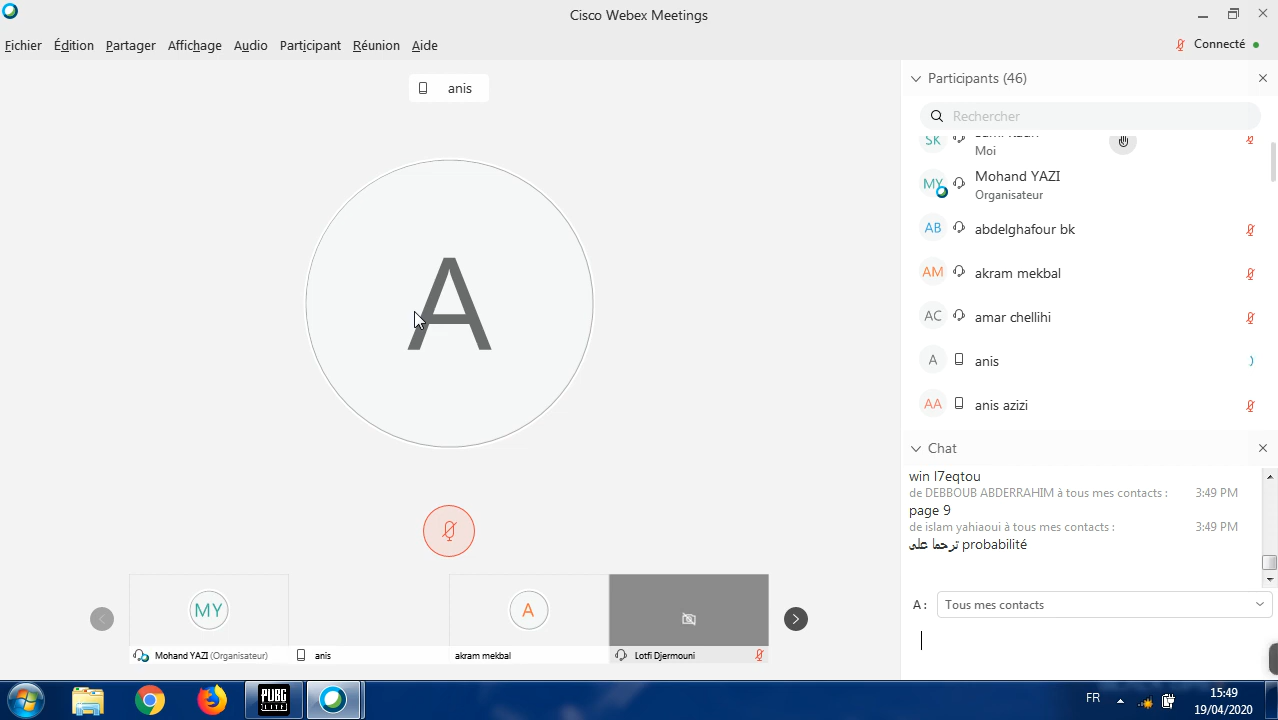 Cisco Webex Meetings
Fichier Édition Partager Affichage Audio Participant Réunion Aide
Connecté
anis
A
Participants (46)
Rechercher
SK
Moi
MY Mohand YAZI
Organisateur
AB abdelghafour bk
AM akram mekbal
AC amar chellihi
A anis
AA anis azizi
Chat
win l7eqtou
de DEBBOUB ABDERRAHIM à tous mes contacts : 3:49 PM
page 9
de islam yahiaoui à tous mes contacts : 3:49 PM
ترحما على probabilité
A : Tous mes contacts
MY
A
Mohand YAZI (Organisateur)
anis
akram mekbal
Lotfi Djermouni
PUBG
LITE
FR
15:49
19/04/2020